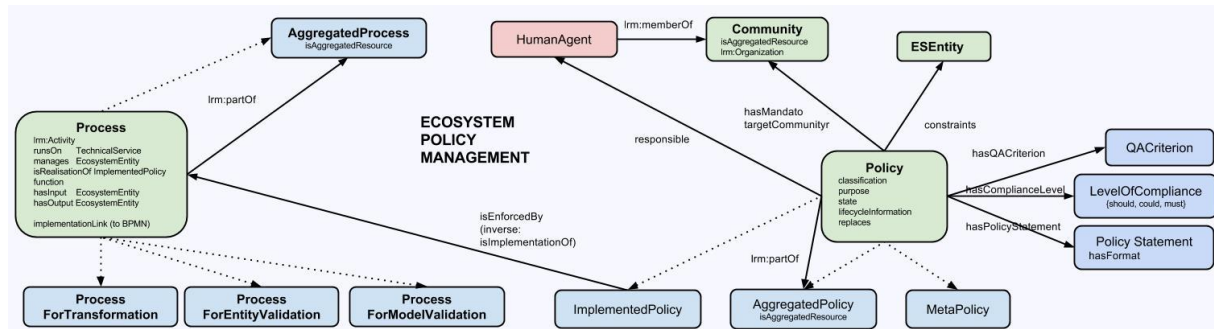 AggregatedProcess
isAggregatedResource
HumanAgent
lrm:memberOf
Community
isAggregatedResource
lrm:Organization
ESEntity
lrm:partOf
Process
lrm:Activity
runsOn TechnicalService
manages EcosystemEntity
isRealisationOf ImplementedPolicy
function
hasInput EcosystemEntity
hasOutput EcosystemEntity
implementationLink (to BPMN)
ECOSYSTEM
POLICY
MANAGEMENT
responsible
hasMandato
targetCommunityr
constraints
Policy
classification
purpose
state
lifecycleInformation
replaces
hasQACriterion
QACriterion
hasComplianceLevel
LevelOfCompliance
{should, could, must}
hasPolicyStatement
Policy Statement
hasFormat
isEnforcedBy
(inverse:
isImplementationOf)
lrm:partOf
Process
ForTransformation
Process
ForEntityValidation
Process
ForModelValidation
ImplementedPolicy
AggregatedPolicy
isAggregatedResource
MetaPolicy